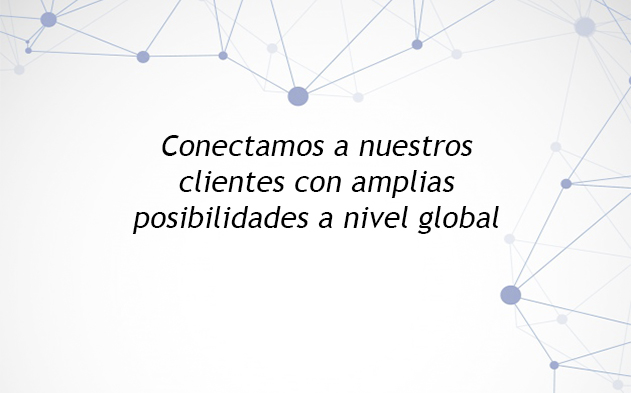 Conectamos a nuestros
clientes con amplias
posibilidades a nivel global